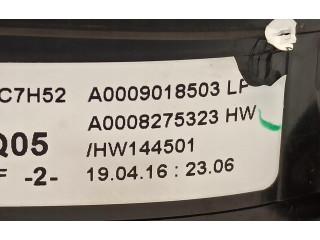 C7H52 A0009018503 LP
A0008275323 HW
Q05 /HW144501
F -2- 19.04.16 : 23.06